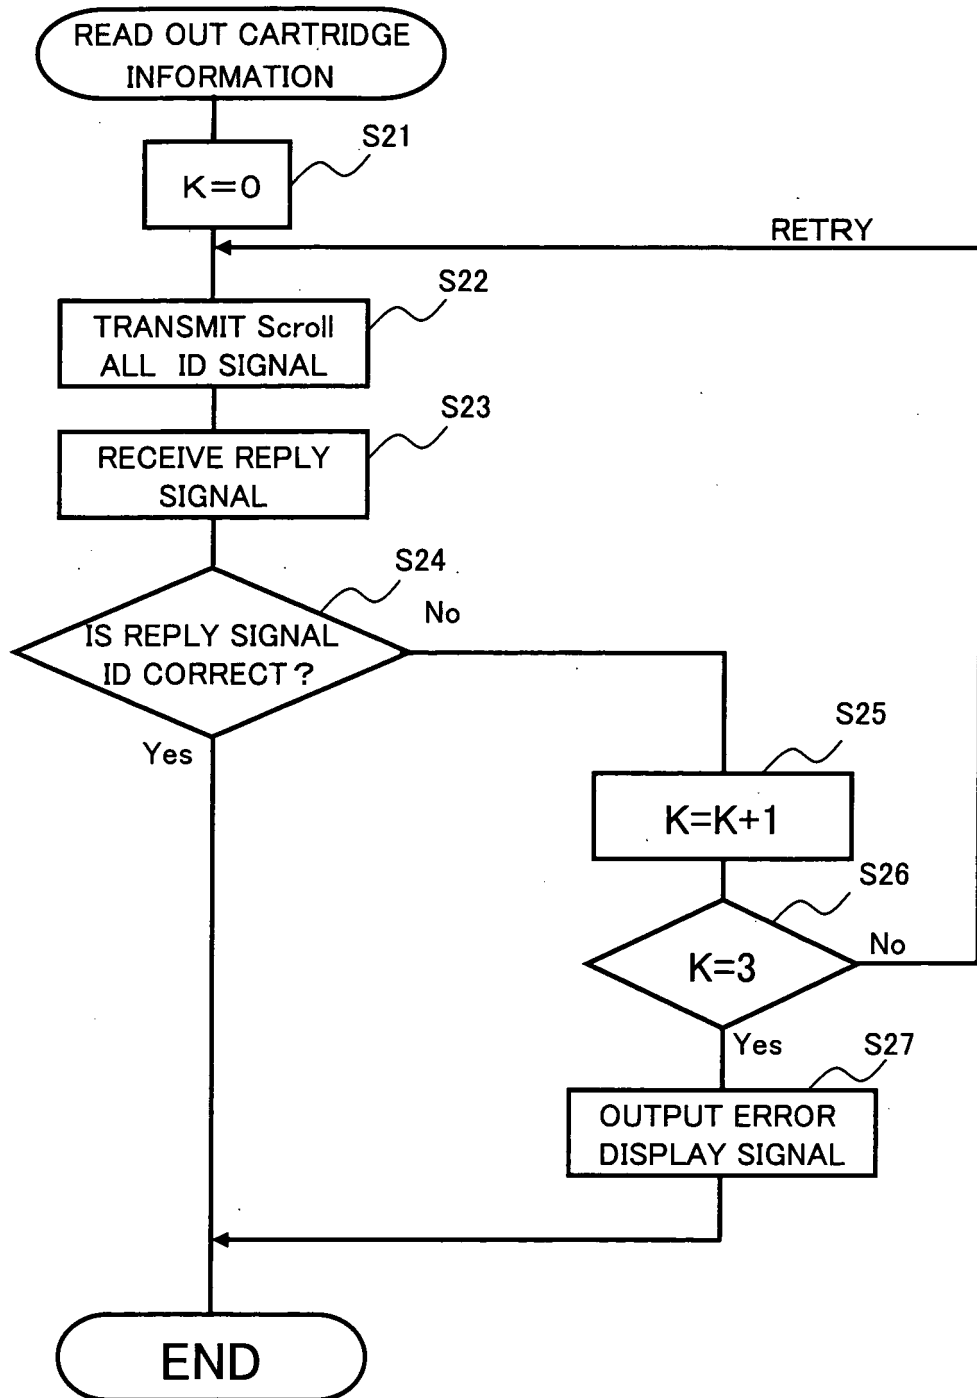 READ OUT CARTRIDGE
INFORMATION
S21
K=0
RETRY
S22
TRANSMIT Scroll
ALL ID SIGNAL
S23
RECEIVE REPLY
SIGNAL
S24
No
IS REPLY SIGNAL
ID CORRECT?
Yes
S25
K=K+1
S26
No
K=3
Yes
S27
OUTPUT ERROR
DISPLAY SIGNAL
END